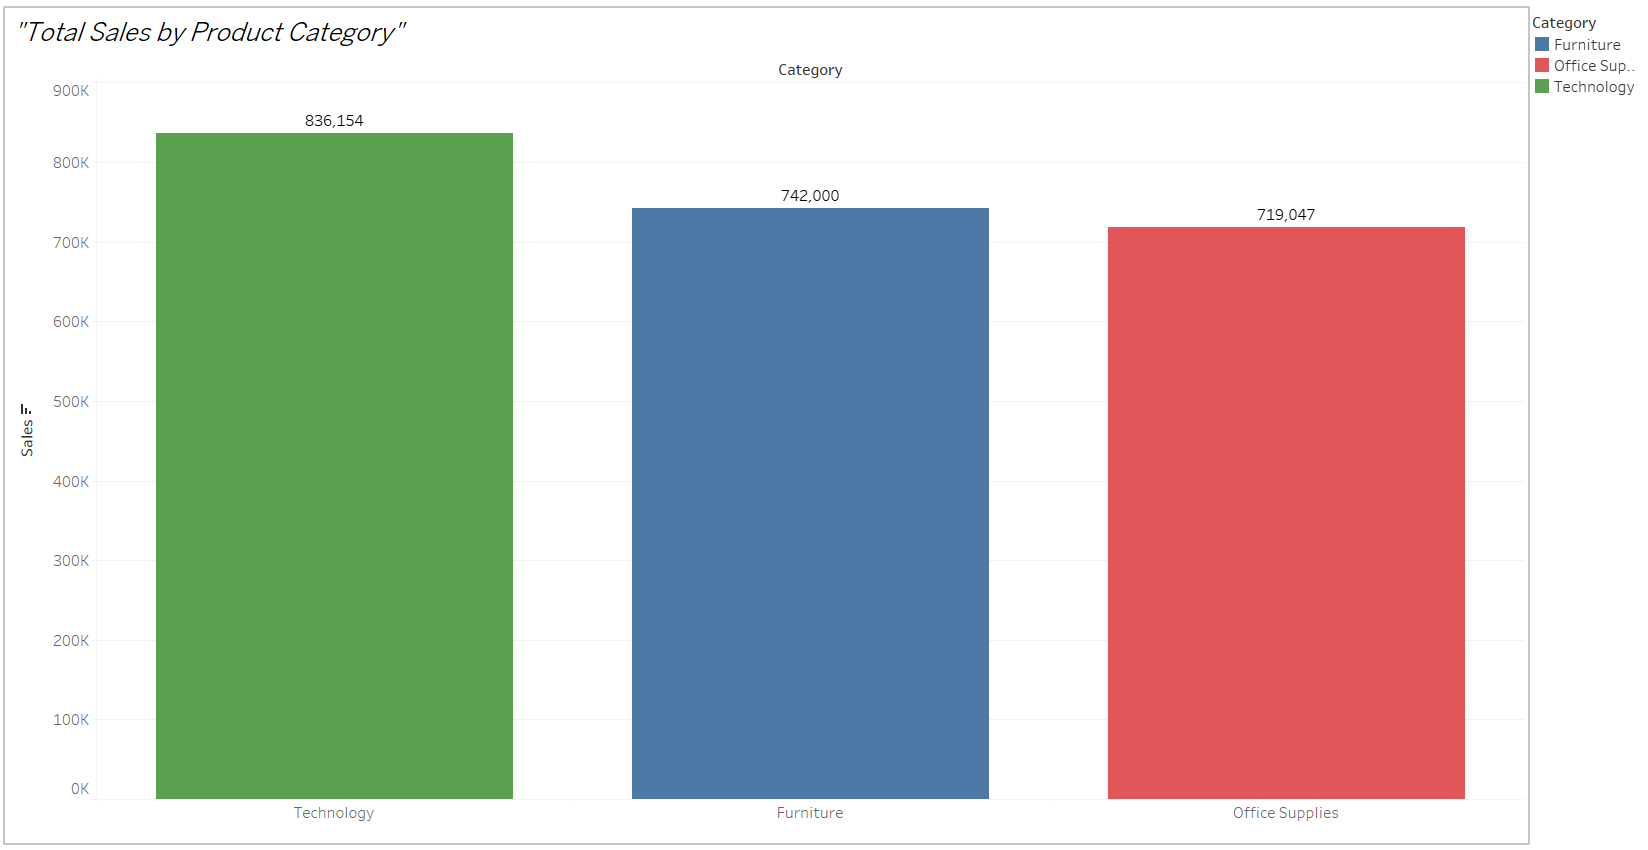 "Total Sales by Product Category"
Category
900K
800K
700K
600K
500K
400K
300K
200K
100K
0K
Sales
836,154
742,000
719,047
Technology
Furniture
Office Supplies
Category
Furniture
Office Sup..
Technology